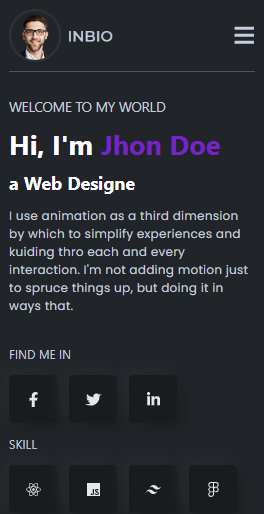 INBIO
WELCOME TO MY WORLD
Hi, I'm Jhon Doe
a Web Designe
I use animation as a third dimension
by which to simplify experiences and
kuiding thro each and every
interaction. I'm not adding motion just
to spruce things up, but doing it in
ways that.
FIND ME IN
SKILL
JS